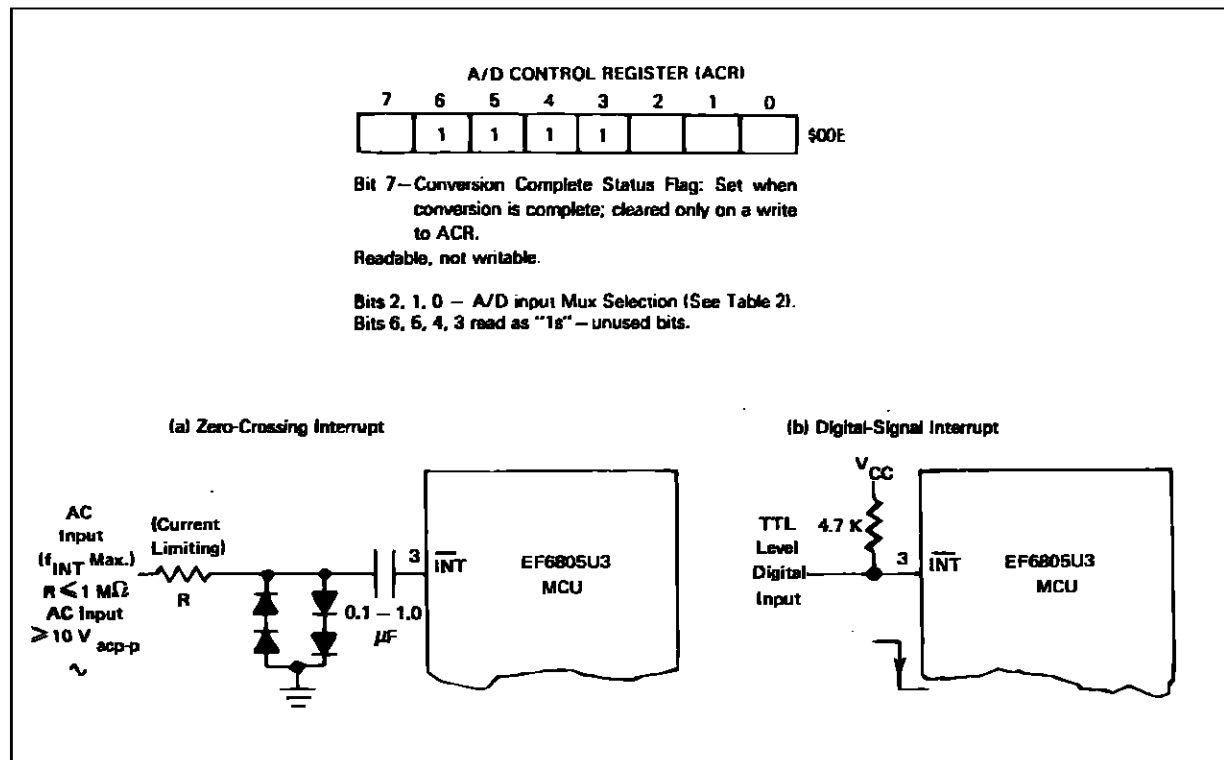 A/D CONTROL REGISTER (ACR)
7 6 5 4 3 2 1 0
1 1 1 1 $00E
Bit 7–Conversion Complete Status Flag: Set when
conversion is complete; cleared only on a write
to ACR.
Readable, not writable.
Bits 2, 1, 0 – A/D input Mux Selection (See Table 2).
Bits 6, 6, 4, 3 read as "1s" – unused bits.
(a) Zero-Crossing Interrupt
AC
Input
(fINT Max.)
R ⩽ 1 MΩ
AC Input
⩾ 10 V acp-p
∿
(Current
Limiting)
R
0.1 – 1.0
µF
3
INT
EF6805U3
MCU
(b) Digital-Signal Interrupt
VCC
4.7 K
TTL
Level
Digital
Input
3
INT
EF6805U3
MCU